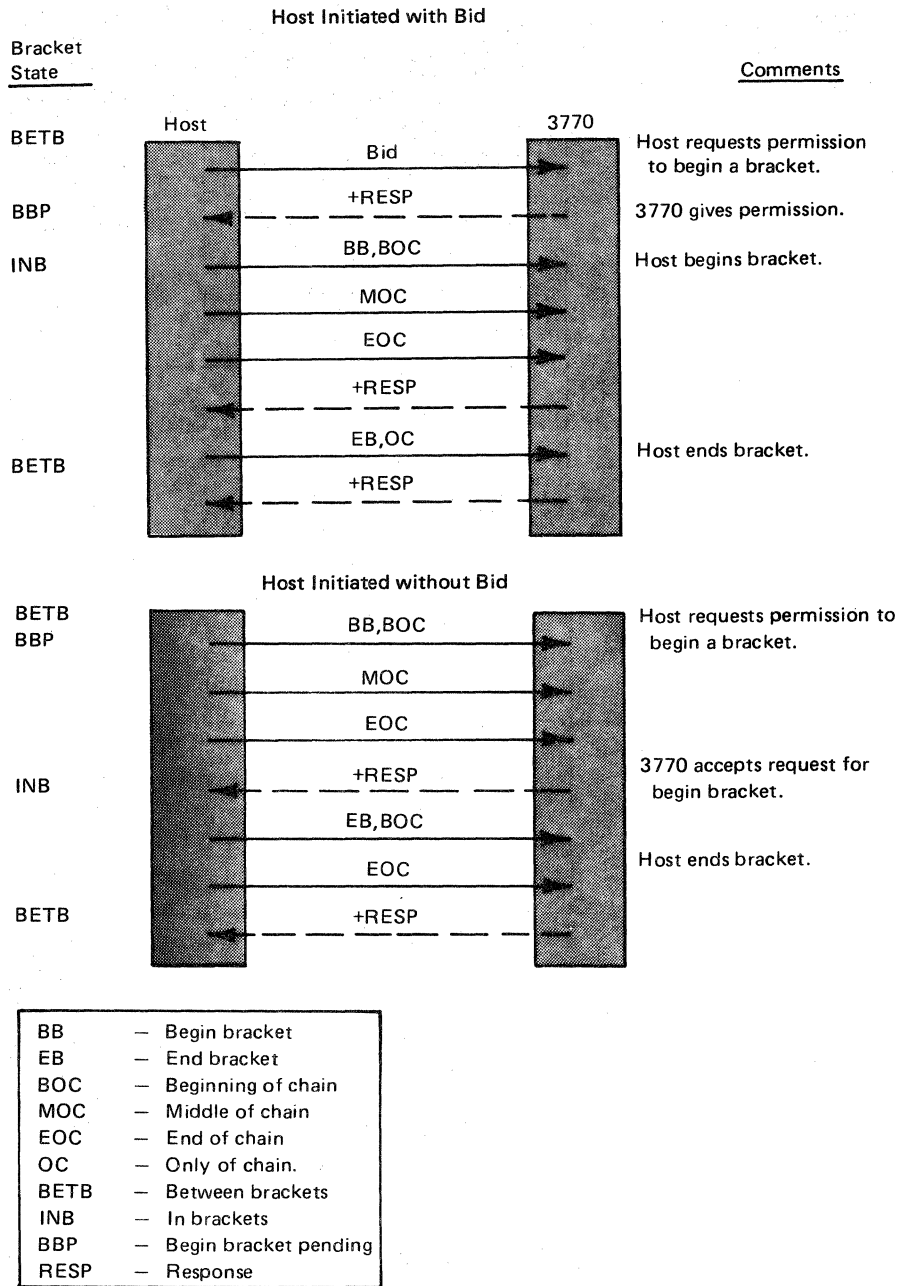 Host Initiated with Bid
Bracket
State
Comments
Host
3770
BETB
Bid
Host requests permission
to begin a bracket.
BBP
+RESP
3770 gives permission.
INB
BB,BOC
Host begins bracket.
MOC
EOC
+RESP
BETB
EB,OC
Host ends bracket.
+RESP
Host Initiated without Bid
BETB
BBP
BB,BOC
Host requests permission to
begin a bracket.
MOC
EOC
INB
+RESP
3770 accepts request for
begin bracket.
EB,BOC
Host ends bracket.
EOC
BETB
+RESP
BB – Begin bracket
EB – End bracket
BOC – Beginning of chain
MOC – Middle of chain
EOC – End of chain
OC – Only of chain.
BETB – Between brackets
INB – In brackets
BBP – Begin bracket pending
RESP – Response